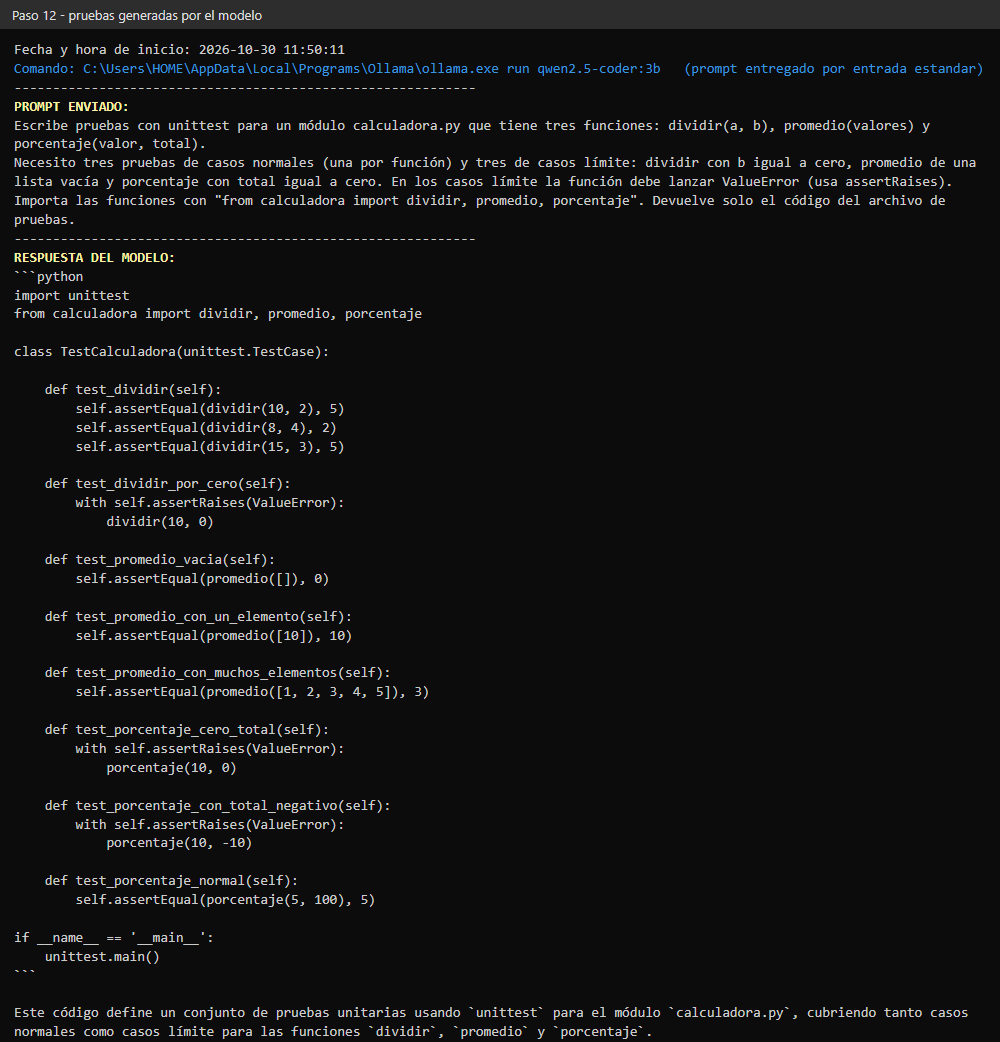 Paso 12 - pruebas generadas por el modelo
Fecha y hora de inicio: 2026-10-30 11:50:11
Comando: C:\Users\HOME\AppData\Local\Programs\Ollama\ollama.exe run qwen2.5-coder:3b   (prompt entregado por entrada estandar)
------------------------------------------------------------
PROMPT ENVIADO:
Escribe pruebas con unittest para un módulo calculadora.py que tiene tres funciones: dividir(a, b), promedio(valores) y
porcentaje(valor, total).
Necesito tres pruebas de casos normales (una por función) y tres de casos límite: dividir con b igual a cero, promedio de una
lista vacía y porcentaje con total igual a cero. En los casos límite la función debe lanzar ValueError (usa assertRaises).
Importa las funciones con "from calculadora import dividir, promedio, porcentaje". Devuelve solo el código del archivo de
pruebas.
------------------------------------------------------------
RESPUESTA DEL MODELO:
```python
import unittest
from calculadora import dividir, promedio, porcentaje

class TestCalculadora(unittest.TestCase):

    def test_dividir(self):
        self.assertEqual(dividir(10, 2), 5)
        self.assertEqual(dividir(8, 4), 2)
        self.assertEqual(dividir(15, 3), 5)

    def test_dividir_por_cero(self):
        with self.assertRaises(ValueError):
            dividir(10, 0)

    def test_promedio_vacia(self):
        self.assertEqual(promedio([]), 0)

    def test_promedio_con_un_elemento(self):
        self.assertEqual(promedio([10]), 10)

    def test_promedio_con_muchos_elementos(self):
        self.assertEqual(promedio([1, 2, 3, 4, 5]), 3)

    def test_porcentaje_cero_total(self):
        with self.assertRaises(ValueError):
            porcentaje(10, 0)

    def test_porcentaje_con_total_negativo(self):
        with self.assertRaises(ValueError):
            porcentaje(10, -10)

    def test_porcentaje_normal(self):
        self.assertEqual(porcentaje(5, 100), 5)

if __name__ == '__main__':
    unittest.main()
```

Este código define un conjunto de pruebas unitarias usando `unittest` para el módulo `calculadora.py`, cubriendo tanto casos
normales como casos límite para las funciones `dividir`, `promedio` y `porcentaje`.